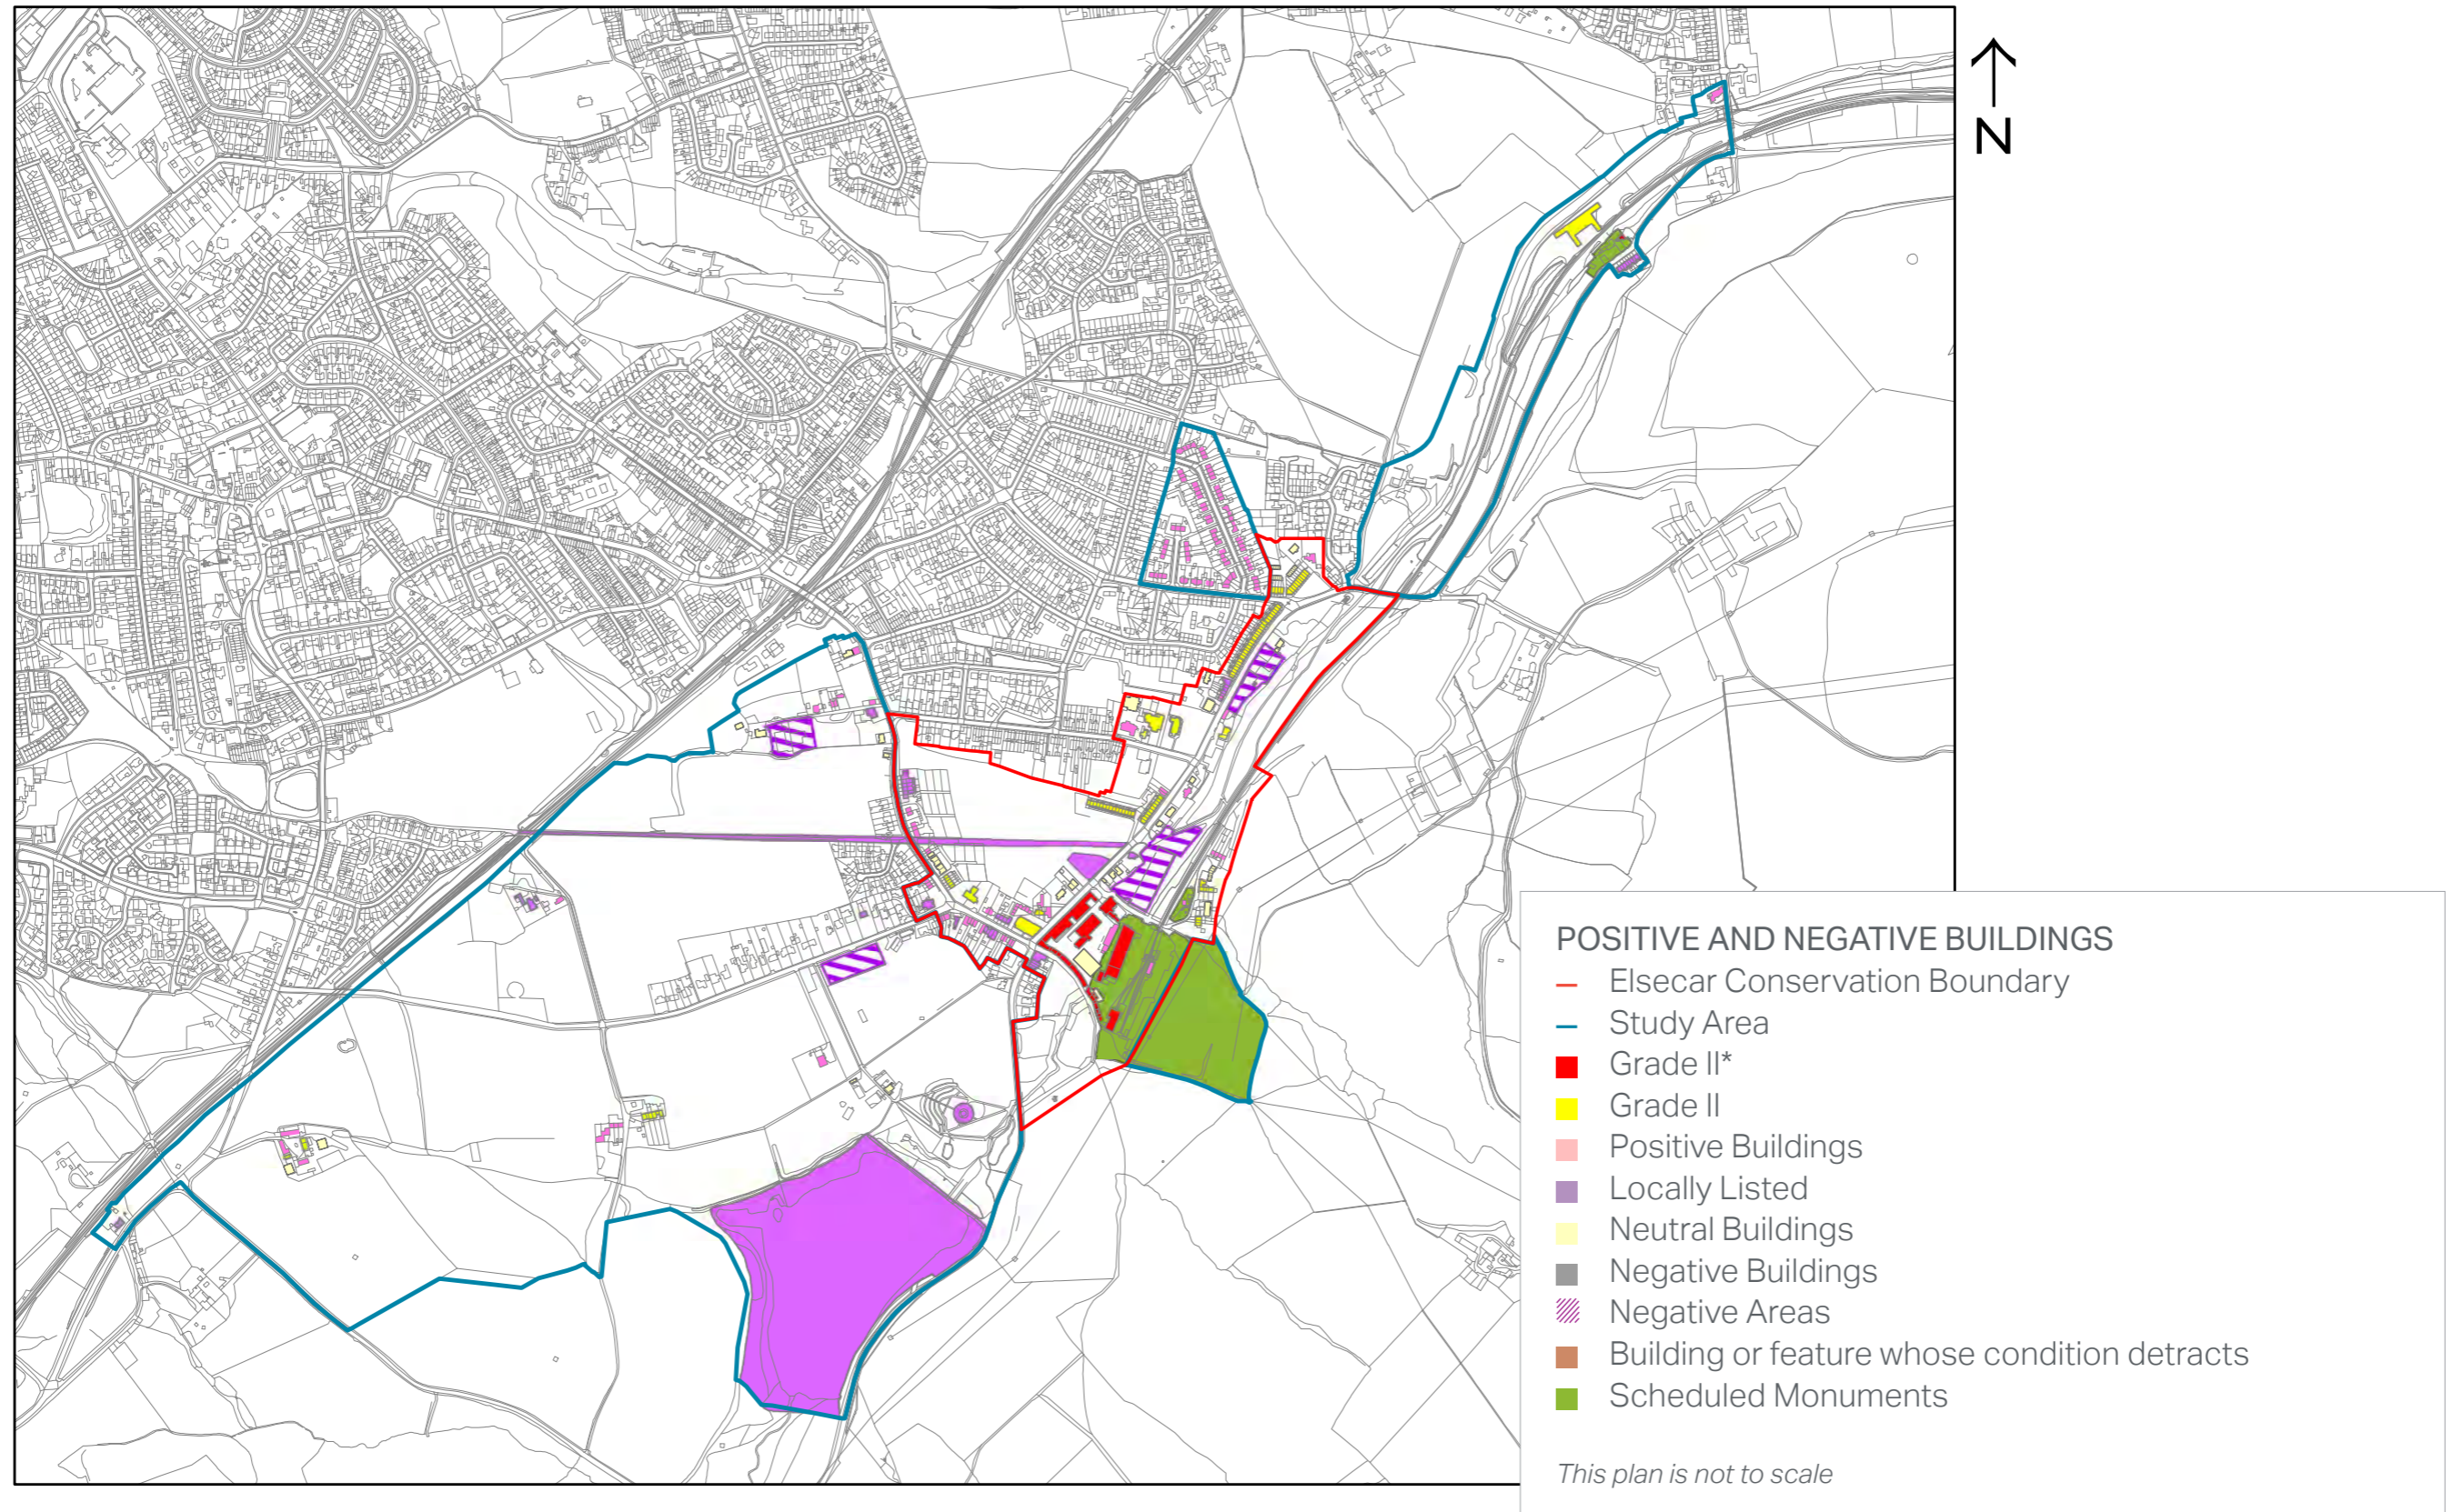 N
POSITIVE AND NEGATIVE BUILDINGS
Elsecar Conservation Boundary
Study Area
Grade II*
Grade II
Positive Buildings
Locally Listed
Neutral Buildings
Negative Buildings
Negative Areas
Building or feature whose condition detracts
Scheduled Monuments
This plan is not to scale